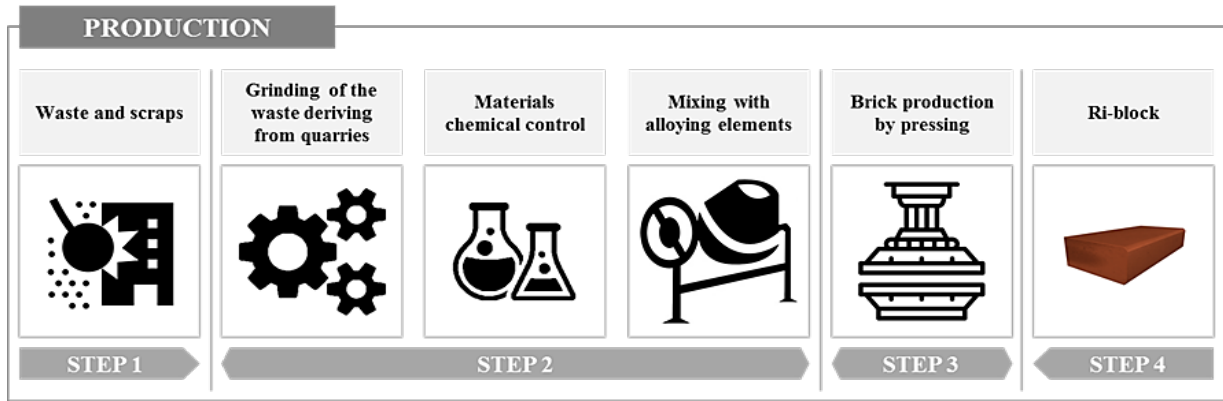 PRODUCTION
Waste and scraps
Grinding of the
waste deriving
from quarries
Materials
chemical control
Mixing with
alloying elements
Brick production
by pressing
Ri-block
STEP 1
STEP 2
STEP 3
STEP 4